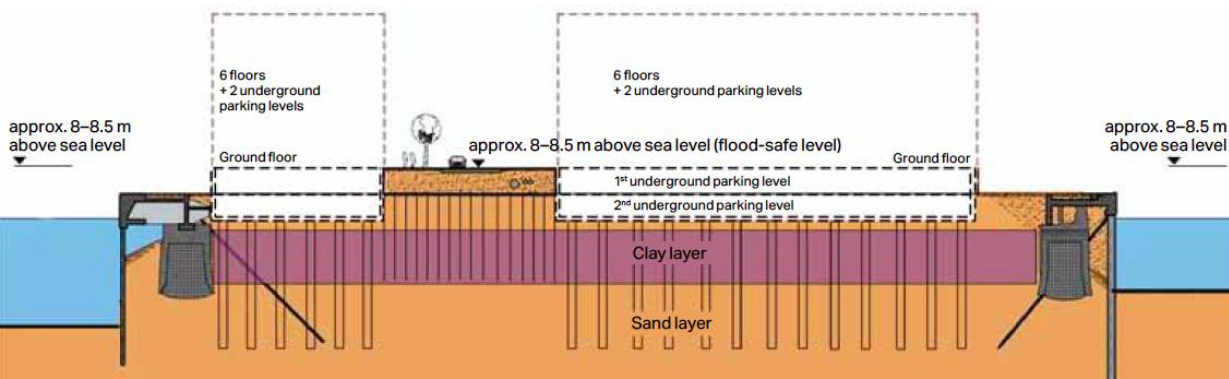 6 floors
+ 2 underground
parking levels
6 floors
+ 2 underground parking levels
approx. 8–8.5 m
above sea level
approx. 8–8.5 m above sea level (flood-safe level)
approx. 8–8.5 m
above sea level
Ground floor
Ground floor
1st underground parking level
2nd underground parking level
Clay layer
Sand layer